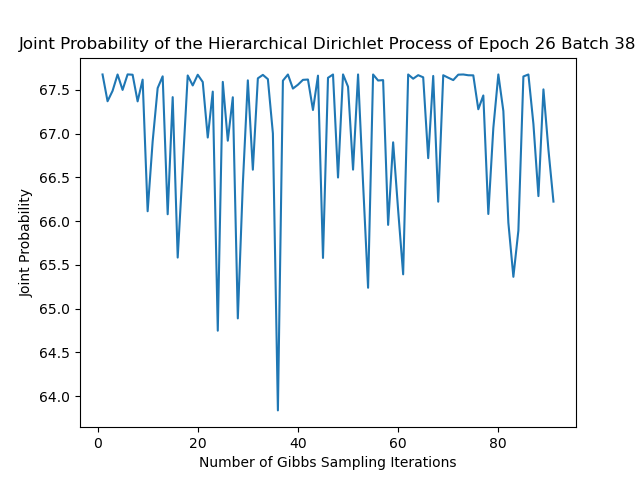 Joint Probability of the Hierarchical Dirichlet Process of Epoch 26 Batch 38
67.5
67.0
66.5
66.0
65.5
65.0
64.5
64.0
Joint Probability
0 20 40 60 80
Number of Gibbs Sampling Iterations